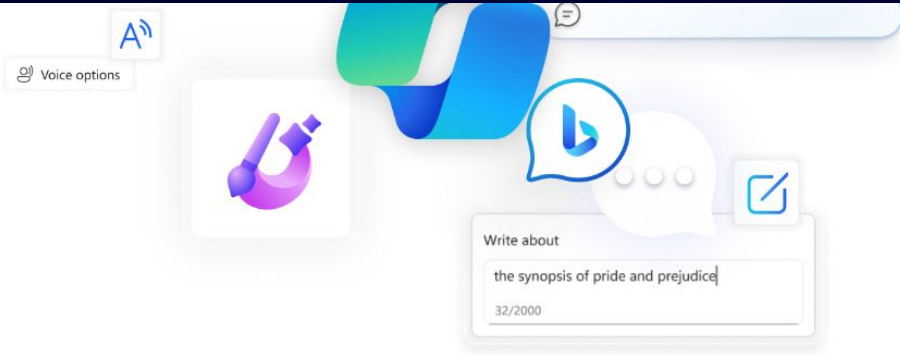 A
Voice options
Write about
the synopsis of pride and prejudice
32/2000